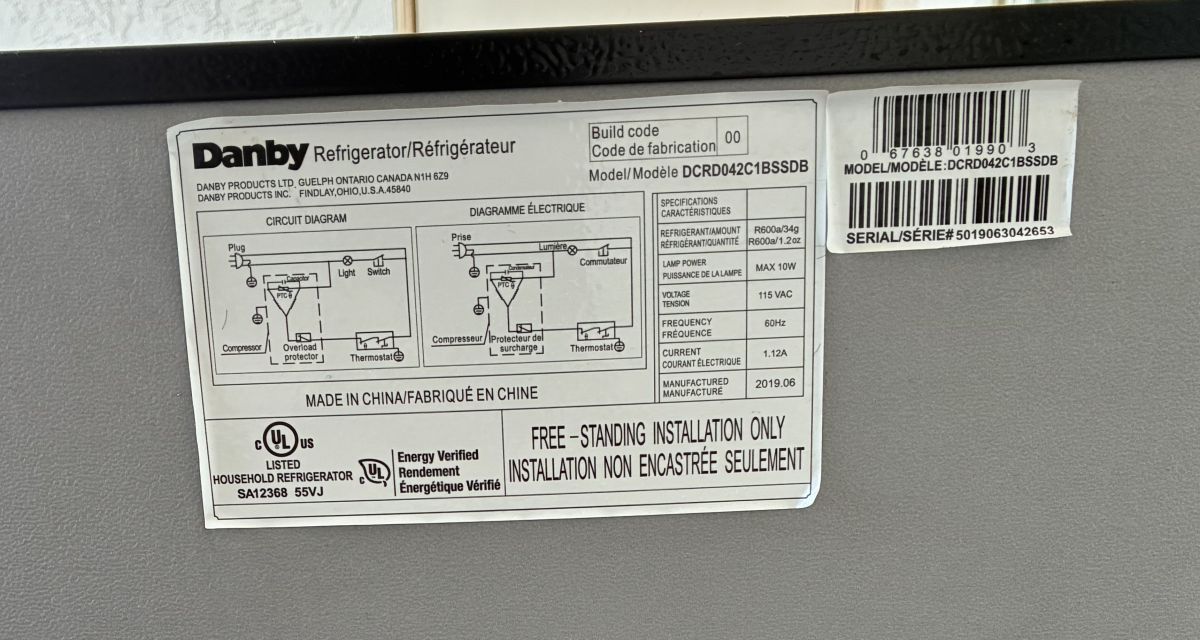 Danby Refrigerator/Réfrigérateur
DANBY PRODUCTS LTD. GUELPH ONTARIO CANADA N1H 6Z9
DANBY PRODUCTS INC. FINDLAY,OHIO,U.S.A.45840
Build code
Code de fabrication
00
Model/Modèle DCRD042C1BSSDB
CIRCUIT DIAGRAM
Plug
Light
Switch
Capacitor
PTC θ
Compressor
Overload
protector
Thermostat
DIAGRAMME ÉLECTRIQUE
Prise
Lumière
Commutateur
Condensateur
PTC θ
Compresseur
Protecteur de
surcharge
Thermostat
SPECIFICATIONS
CARACTÉRISTIQUES
REFRIGERANT/AMOUNT R600a/34g
RÉFRIGÉRANT/QUANTITÉ R600a/1.2oz
LAMP POWER
PUISSANCE DE LA LAMPE
MAX 10W
VOLTAGE
TENSION
115 VAC
FREQUENCY
FRÉQUENCE
60Hz
CURRENT
COURANT ÉLECTRIQUE
1.12A
MANUFACTURED
MANUFACTURÉ
2019.06
MADE IN CHINA/FABRIQUÉ EN CHINE
C UL US
LISTED
HOUSEHOLD REFRIGERATOR
SA12368 55VJ
C UL
Energy Verified
Rendement
Énergétique Vérifié
FREE-STANDING INSTALLATION ONLY
INSTALLATION NON ENCASTRÉE SEULEMENT
0 67638 01990 3
MODEL/MODÈLE:DCRD042C1BSSDB
SERIAL/SÉRIE# 5019063042653